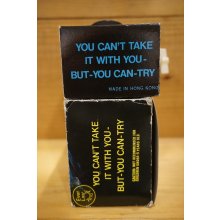 YOU CAN'T TAKE
IT WITH YOU-
BUT-YOU CAN-TRY
MADE IN HONG KONG
YOU CAN'T TAKE
IT WITH YOU-
BUT-YOU CAN-TRY